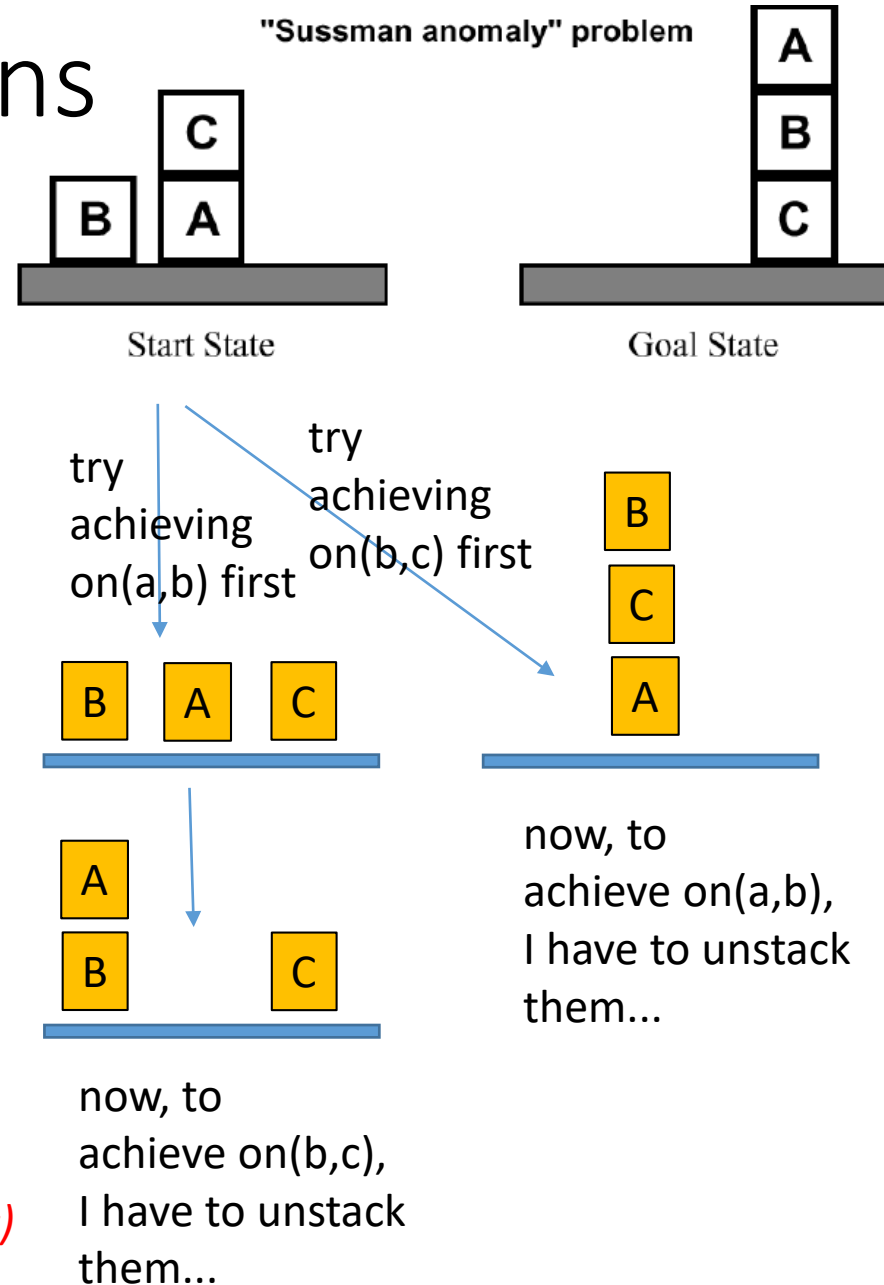 ns
"Sussman anomaly" problem
C
B
A
A
B
C
Start State
Goal State
try
achieving
on(a,b) first
try
achieving
on(b,c) first
B
A
C
B
C
A
A
B
C
now, to
achieve on(a,b),
I have to unstack
them...
now, to
achieve on(b,c),
I have to unstack
them...
)